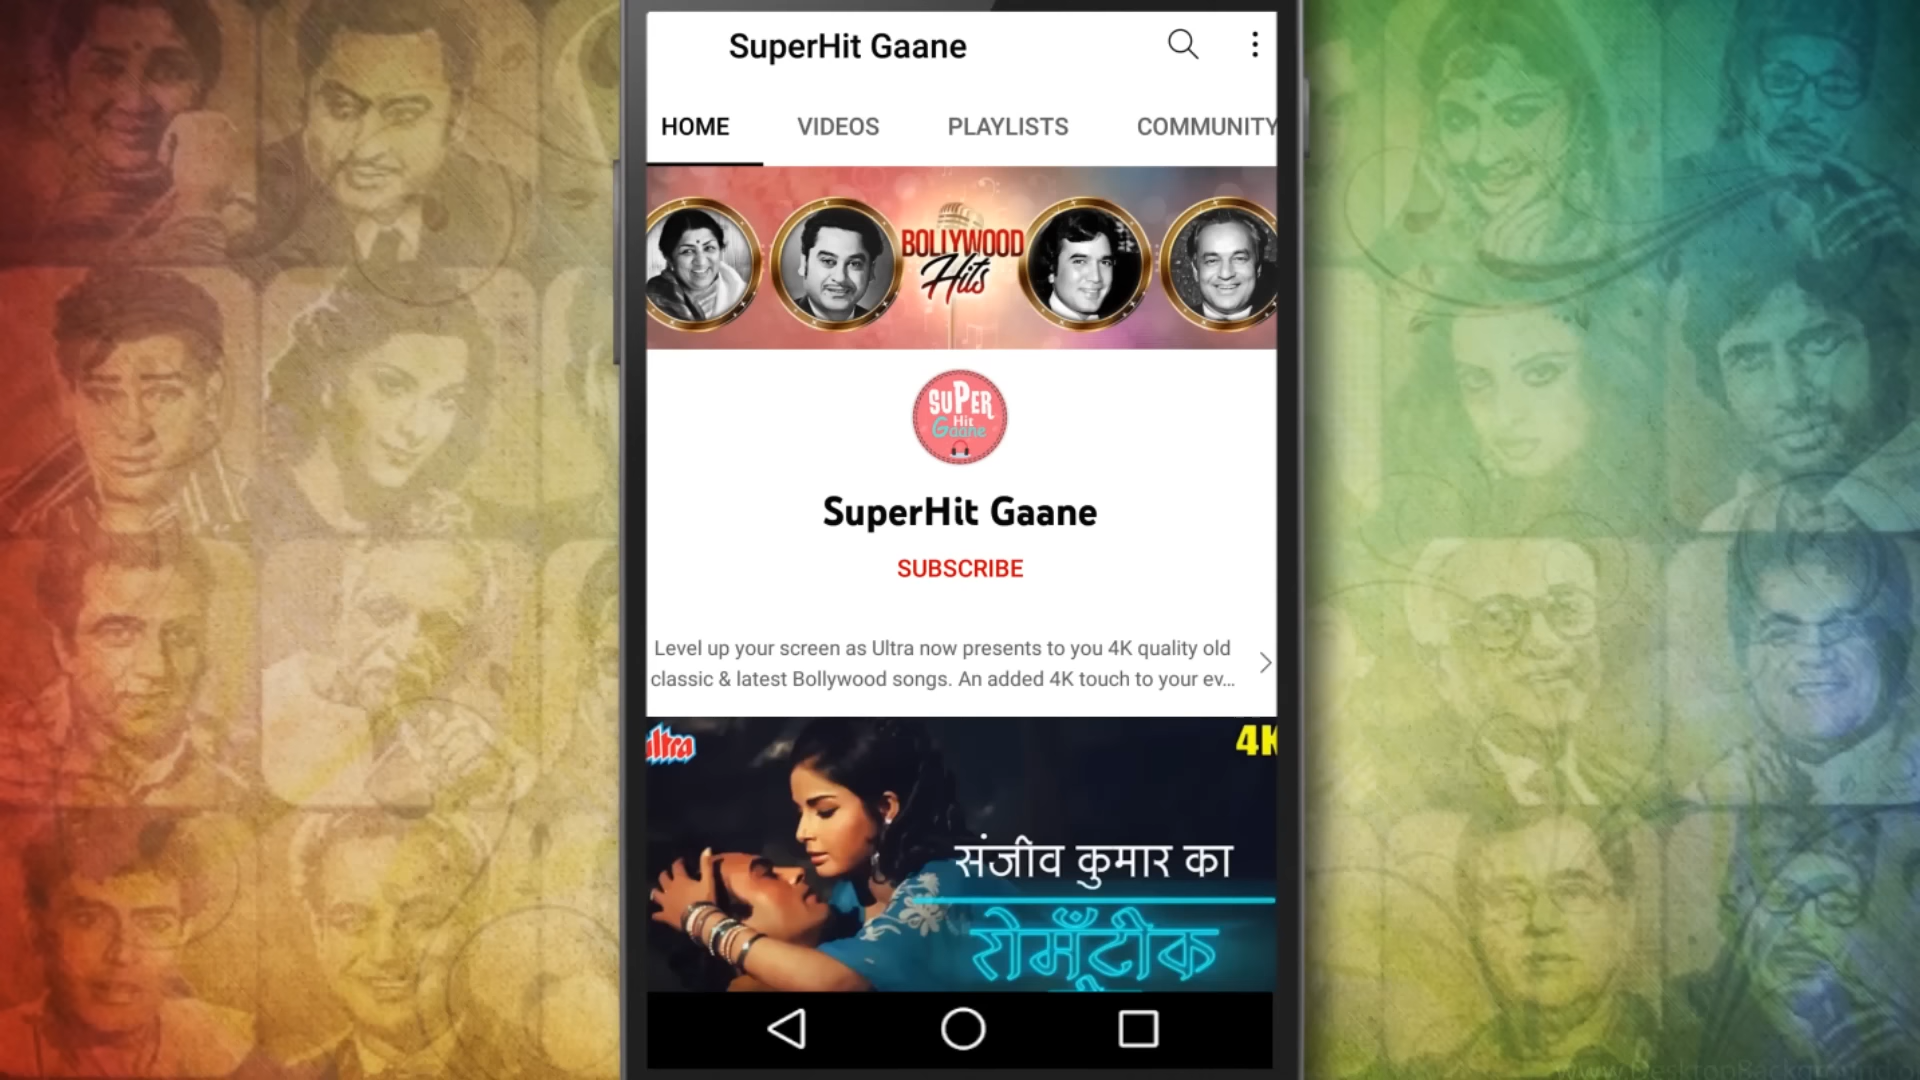 SuperHit Gaane
HOME VIDEOS PLAYLISTS COMMUNITY
BOLLYWOOD
Hits
SUPER
Hit
Gaane
SuperHit Gaane
SUBSCRIBE
Level up your screen as Ultra now presents to you 4K quality old
classic & latest Bollywood songs. An added 4K touch to your ev...
ultra
4K
संजीव कुमार का
रोमँटीक